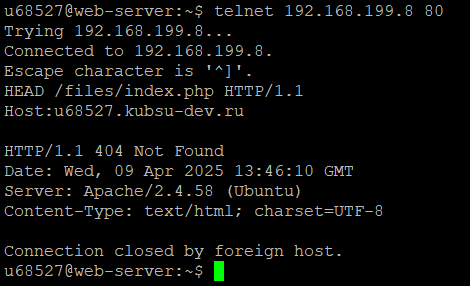 u68527@web-server:~$ telnet 192.168.199.8 80
Trying 192.168.199.8...
Connected to 192.168.199.8.
Escape character is '^]'.
HEAD /files/index.php HTTP/1.1
Host:u68527.kubsu-dev.ru

HTTP/1.1 404 Not Found
Date: Wed, 09 Apr 2025 13:46:10 GMT
Server: Apache/2.4.58 (Ubuntu)
Content-Type: text/html; charset=UTF-8

Connection closed by foreign host.
u68527@web-server:~$